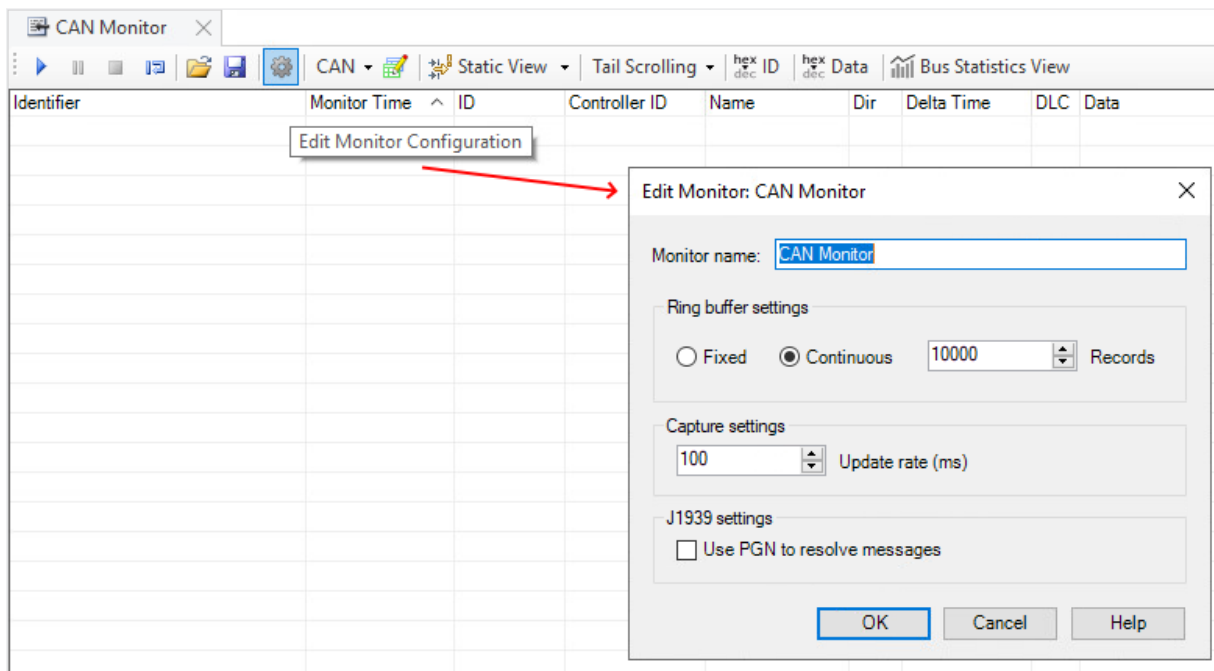 CAN Monitor
CAN Static View Tail Scrolling hex dec ID hex dec Data Bus Statistics View
Identifier Monitor Time ID Controller ID Name Dir Delta Time DLC Data
Edit Monitor Configuration
Edit Monitor: CAN Monitor
Monitor name: CAN Monitor
Ring buffer settings
Fixed Continuous 10000 Records
Capture settings
100 Update rate (ms)
J1939 settings
Use PGN to resolve messages
OK Cancel Help